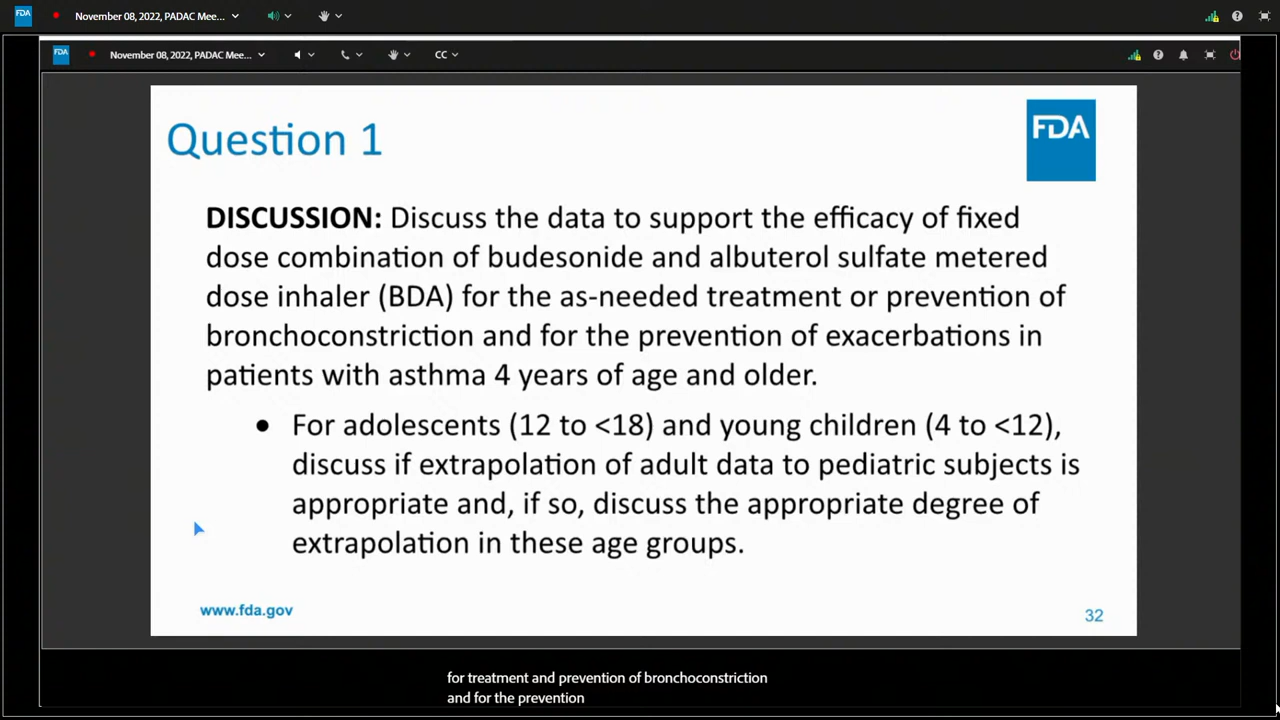 FDA
November 08, 2022, PADAC Mee...
FDA
November 08, 2022, PADAC Mee...
CC
Question 1
FDA
DISCUSSION: Discuss the data to support the efficacy of fixed
dose combination of budesonide and albuterol sulfate metered
dose inhaler (BDA) for the as-needed treatment or prevention of
bronchoconstriction and for the prevention of exacerbations in
patients with asthma 4 years of age and older.
• For adolescents (12 to <18) and young children (4 to <12),
discuss if extrapolation of adult data to pediatric subjects is
appropriate and, if so, discuss the appropriate degree of
extrapolation in these age groups.
www.fda.gov
32
for treatment and prevention of bronchoconstriction
and for the prevention